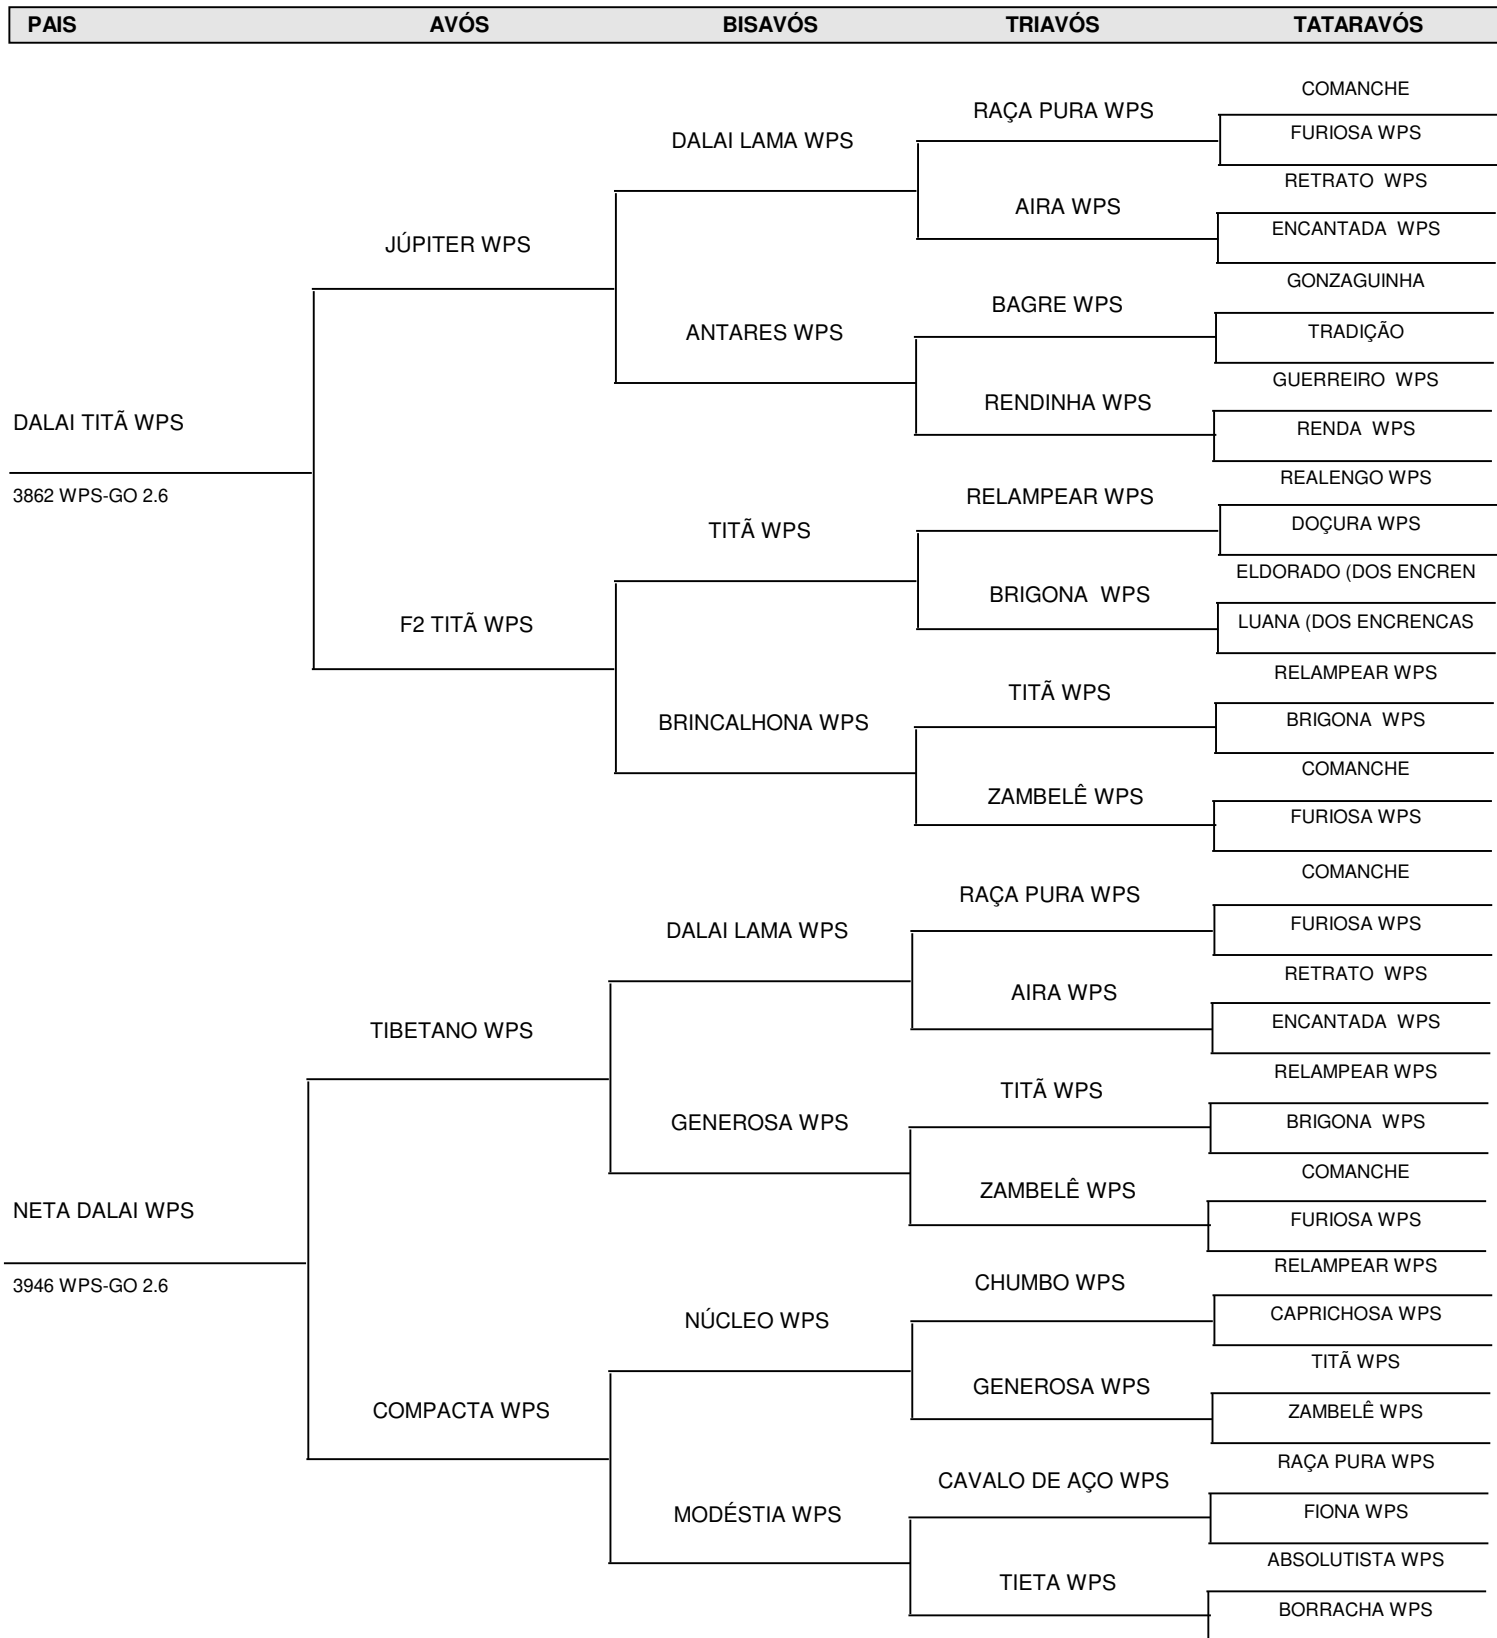 PAIS AVÓS BISAVÓS TRIAVÓS TATARAVÓS
COMANCHE
RAÇA PURA WPS
FURIOSA WPS
DALAI LAMA WPS
RETRATO WPS
AIRA WPS
ENCANTADA WPS
JÚPITER WPS
GONZAGUINHA
BAGRE WPS
TRADIÇÃO
ANTARES WPS
GUERREIRO WPS
RENDINHA WPS
RENDA WPS
DALAI TITÃ WPS
3862 WPS-GO 2.6
REALENGO WPS
RELAMPEAR WPS
DOÇURA WPS
TITÃ WPS
ELDORADO (DOS ENCREN
BRIGONA WPS
LUANA (DOS ENCRENCAS
F2 TITÃ WPS
RELAMPEAR WPS
TITÃ WPS
BRIGONA WPS
BRINCALHONA WPS
COMANCHE
ZAMBELÊ WPS
FURIOSA WPS
COMANCHE
RAÇA PURA WPS
FURIOSA WPS
DALAI LAMA WPS
RETRATO WPS
AIRA WPS
ENCANTADA WPS
TIBETANO WPS
RELAMPEAR WPS
TITÃ WPS
BRIGONA WPS
GENEROSA WPS
COMANCHE
ZAMBELÊ WPS
FURIOSA WPS
NETA DALAI WPS
3946 WPS-GO 2.6
RELAMPEAR WPS
CHUMBO WPS
CAPRICHOSA WPS
NÚCLEO WPS
TITÃ WPS
GENEROSA WPS
ZAMBELÊ WPS
COMPACTA WPS
RAÇA PURA WPS
CAVALO DE AÇO WPS
FIONA WPS
MODÉSTIA WPS
ABSOLUTISTA WPS
TIETA WPS
BORRACHA WPS